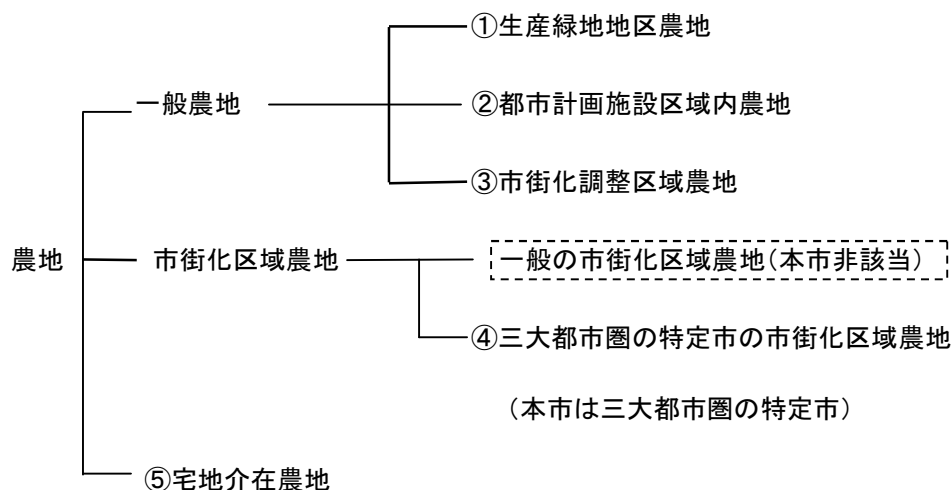 ①生産緑地地区農地
一般農地
②都市計画施設区域内農地
③市街化調整区域農地
農地
市街化区域農地
一般の市街化区域農地（本市非該当）
④三大都市圏の特定市の市街化区域農地
（本市は三大都市圏の特定市）
⑤宅地介在農地